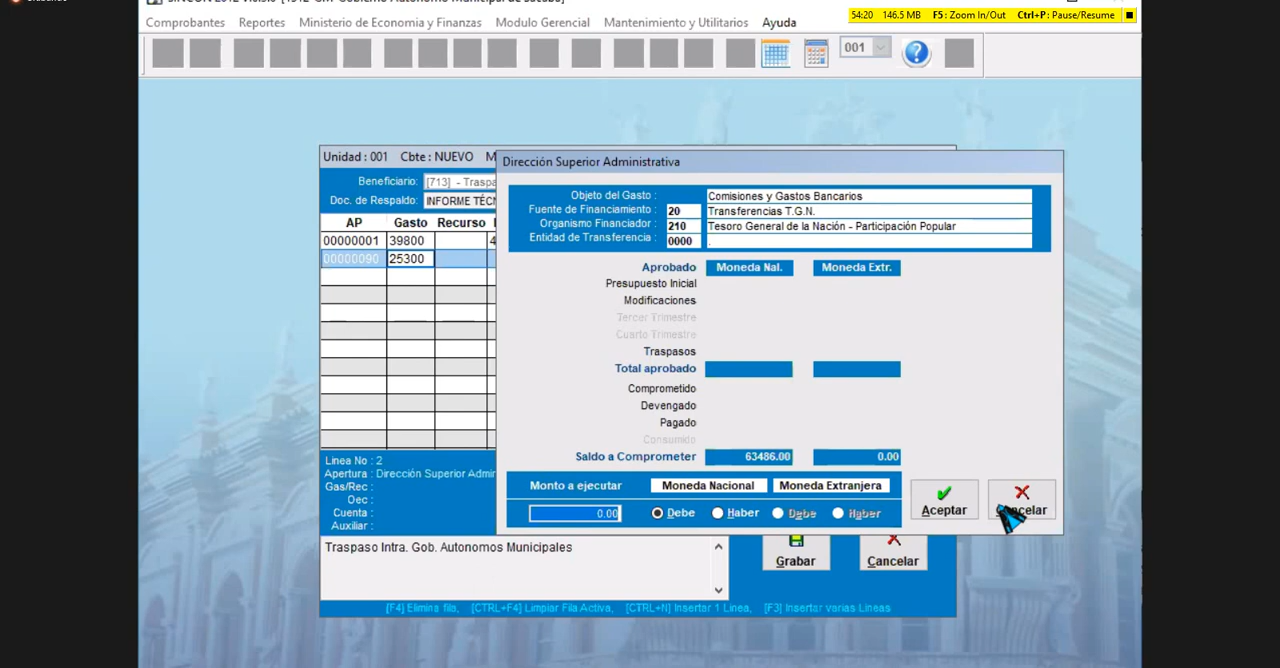 54:20 146.5 MB F5: Zoom In/Out Ctrl+P: Pause/Resume
Comprobantes Reportes Ministerio de Economia y Finanzas Modulo Gerencial Mantenimiento y Utilitarios Ayuda
001
Unidad : 001 Cbte : NUEVO M
Dirección Superior Administrativa
Beneficiario: [713] - Traspa
Doc. de Respaldo: INFORME TÉCN
AP Gasto Recurso
00000001 39800 4
00000090 25300
Objeto del Gasto : Comisiones y Gastos Bancarios
Fuente de Financiamiento : 20 Transferencias T.G.N.
Organismo Financiador : 210 Tesoro General de la Nación - Participación Popular
Entidad de Transferencia : 0000 .
Aprobado Moneda Nal. Moneda Extr.
Presupuesto Inicial
Modificaciones
Tercer Trimestre
Cuarto Trimestre
Traspasos
Total aprobado
Comprometido
Devengado
Pagado
Consumido
Saldo a Comprometer 63486.00 0.00
Monto a ejecutar Moneda Nacional Moneda Extranjera
0.00 Debe Haber Debe Haber
Aceptar Cancelar
Linea No : 2
Apertura : Dirección Superior Admir
Gas/Rec :
Oec :
Cuenta :
Auxiliar :
Traspaso Intra. Gob. Autonomos Municipales
Grabar Cancelar
[F4] Elimina fila, [CTRL+F4] Limpiar Fila Activa, [CTRL+N] Insertar 1 Linea, [F3] Insertar varias Lineas